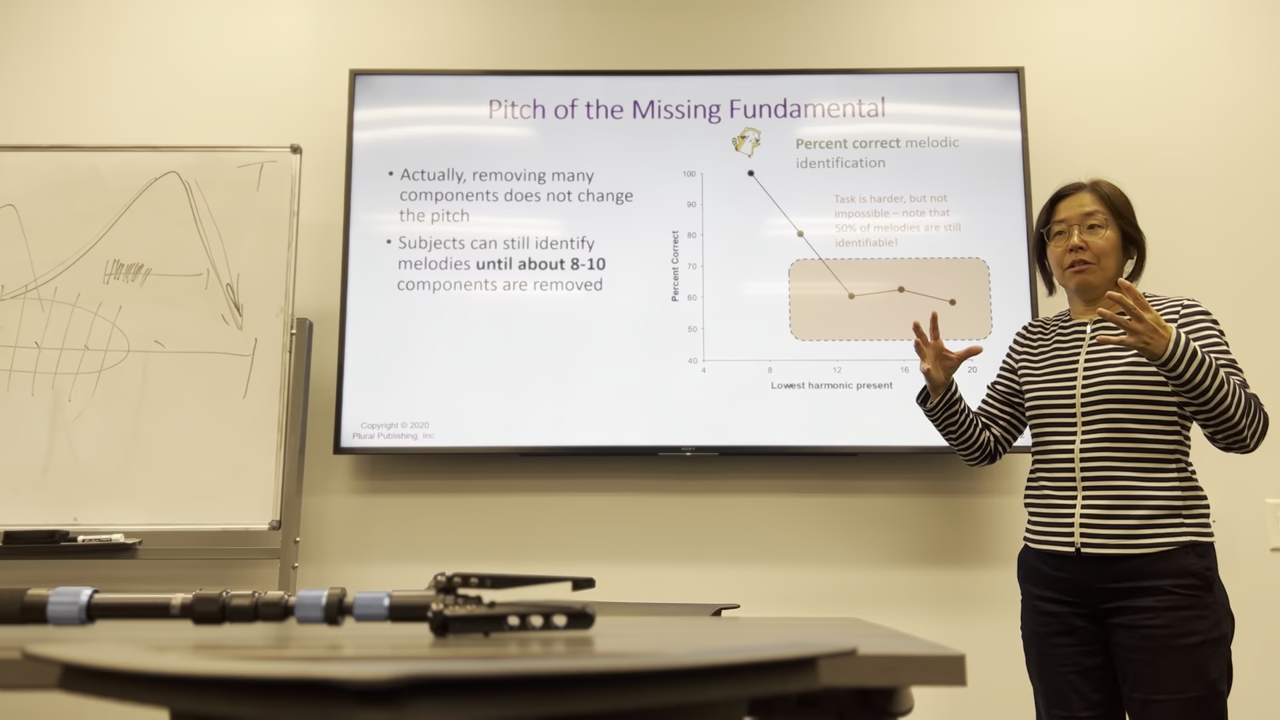 T
Pitch of the Missing Fundamental
• Actually, removing many
components does not change
the pitch
• Subjects can still identify
melodies until about 8-10
components are removed
Percent correct melodic
identification
Task is harder, but not
impossible – note that
50% of melodies are still
identifiable!
100
90
80
70
60
50
40
Percent Correct
4
8
12
16
20
Lowest harmonic present
Copyright © 2020
Plural Publishing, Inc
SONY